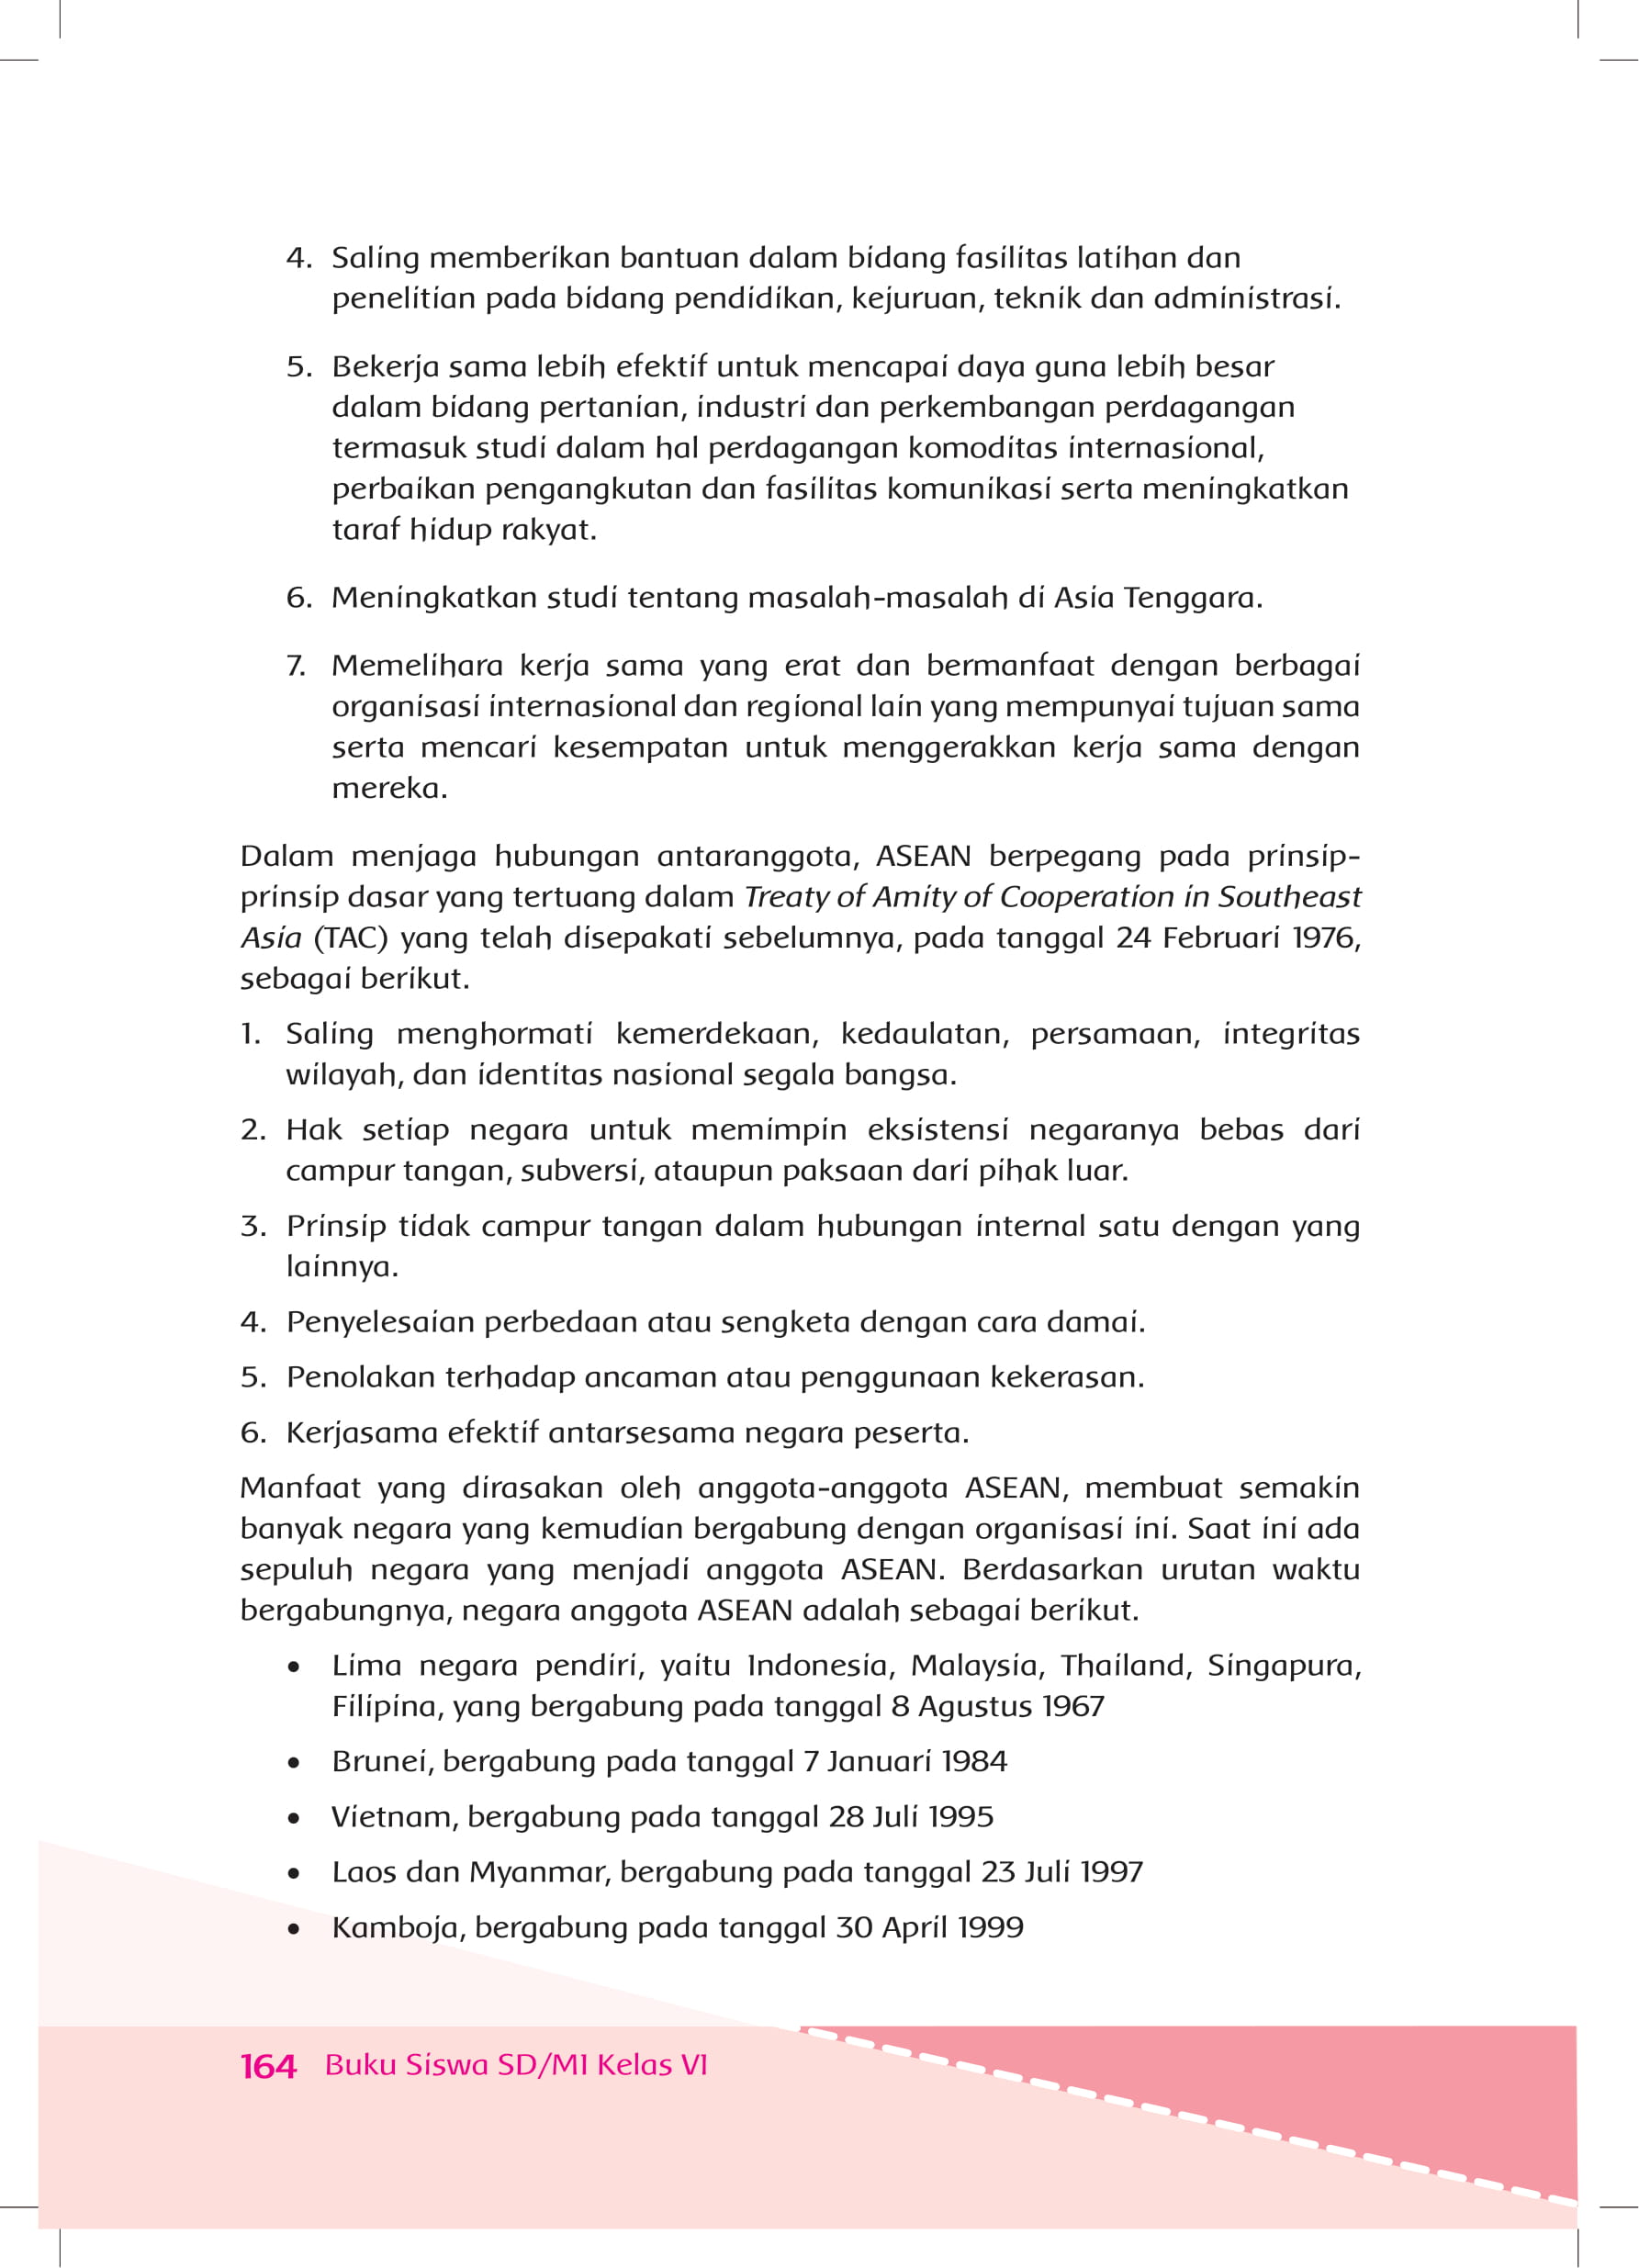 4. Saling memberikan bantuan dalam bidang fasilitas latihan dan
penelitian pada bidang pendidikan, kejuruan, teknik dan administrasi.
5. Bekerja sama lebih efektif untuk mencapai daya guna lebih besar
dalam bidang pertanian, industri dan perkembangan perdagangan
termasuk studi dalam hal perdagangan komoditas internasional,
perbaikan pengangkutan dan fasilitas komunikasi serta meningkatkan
taraf hidup rakyat.
6. Meningkatkan studi tentang masalah-masalah di Asia Tenggara.
7. Memelihara kerja sama yang erat dan bermanfaat dengan berbagai
organisasi internasional dan regional lain yang mempunyai tujuan sama
serta mencari kesempatan untuk menggerakkan kerja sama dengan
mereka.
Dalam menjaga hubungan antaranggota, ASEAN berpegang pada prinsip-
prinsip dasar yang tertuang dalam Treaty of Amity of Cooperation in Southeast
Asia (TAC) yang telah disepakati sebelumnya, pada tanggal 24 Februari 1976,
sebagai berikut.
1. Saling menghormati kemerdekaan, kedaulatan, persamaan, integritas
wilayah, dan identitas nasional segala bangsa.
2. Hak setiap negara untuk memimpin eksistensi negaranya bebas dari
campur tangan, subversi, ataupun paksaan dari pihak luar.
3. Prinsip tidak campur tangan dalam hubungan internal satu dengan yang
lainnya.
4. Penyelesaian perbedaan atau sengketa dengan cara damai.
5. Penolakan terhadap ancaman atau penggunaan kekerasan.
6. Kerjasama efektif antarsesama negara peserta.
Manfaat yang dirasakan oleh anggota-anggota ASEAN, membuat semakin
banyak negara yang kemudian bergabung dengan organisasi ini. Saat ini ada
sepuluh negara yang menjadi anggota ASEAN. Berdasarkan urutan waktu
bergabungnya, negara anggota ASEAN adalah sebagai berikut.
• Lima negara pendiri, yaitu Indonesia, Malaysia, Thailand, Singapura,
Filipina, yang bergabung pada tanggal 8 Agustus 1967
• Brunei, bergabung pada tanggal 7 Januari 1984
• Vietnam, bergabung pada tanggal 28 Juli 1995
• Laos dan Myanmar, bergabung pada tanggal 23 Juli 1997
• Kamboja, bergabung pada tanggal 30 April 1999
164 Buku Siswa SD/MI Kelas VI